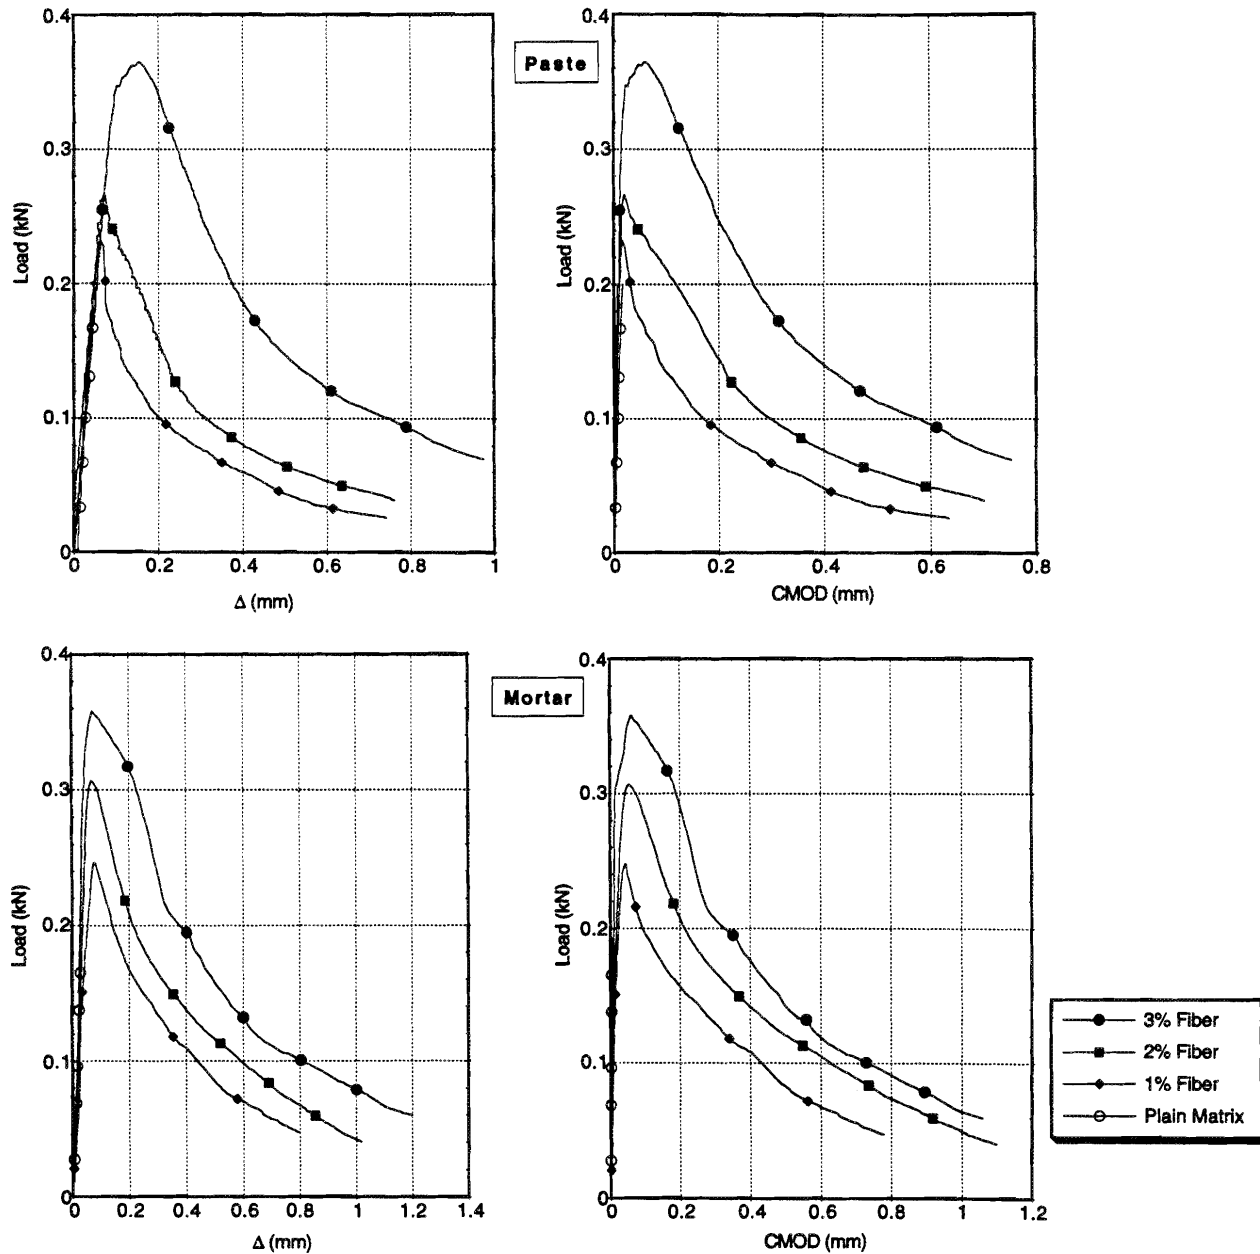 0.4
0.3
0.2
0.1
0
Load (kN)
0 0.2 0.4 0.6 0.8 1
Δ (mm)
Paste
0.4
0.3
0.2
0.1
0
Load (kN)
0 0.2 0.4 0.6 0.8
CMOD (mm)
0.4
0.3
0.2
0.1
0
Load (kN)
0 0.2 0.4 0.6 0.8 1 1.2 1.4
Δ (mm)
Mortar
0.4
0.3
0.2
0.1
0
Load (kN)
0 0.2 0.4 0.6 0.8 1 1.2
CMOD (mm)
3% Fiber
2% Fiber
1% Fiber
Plain Matrix